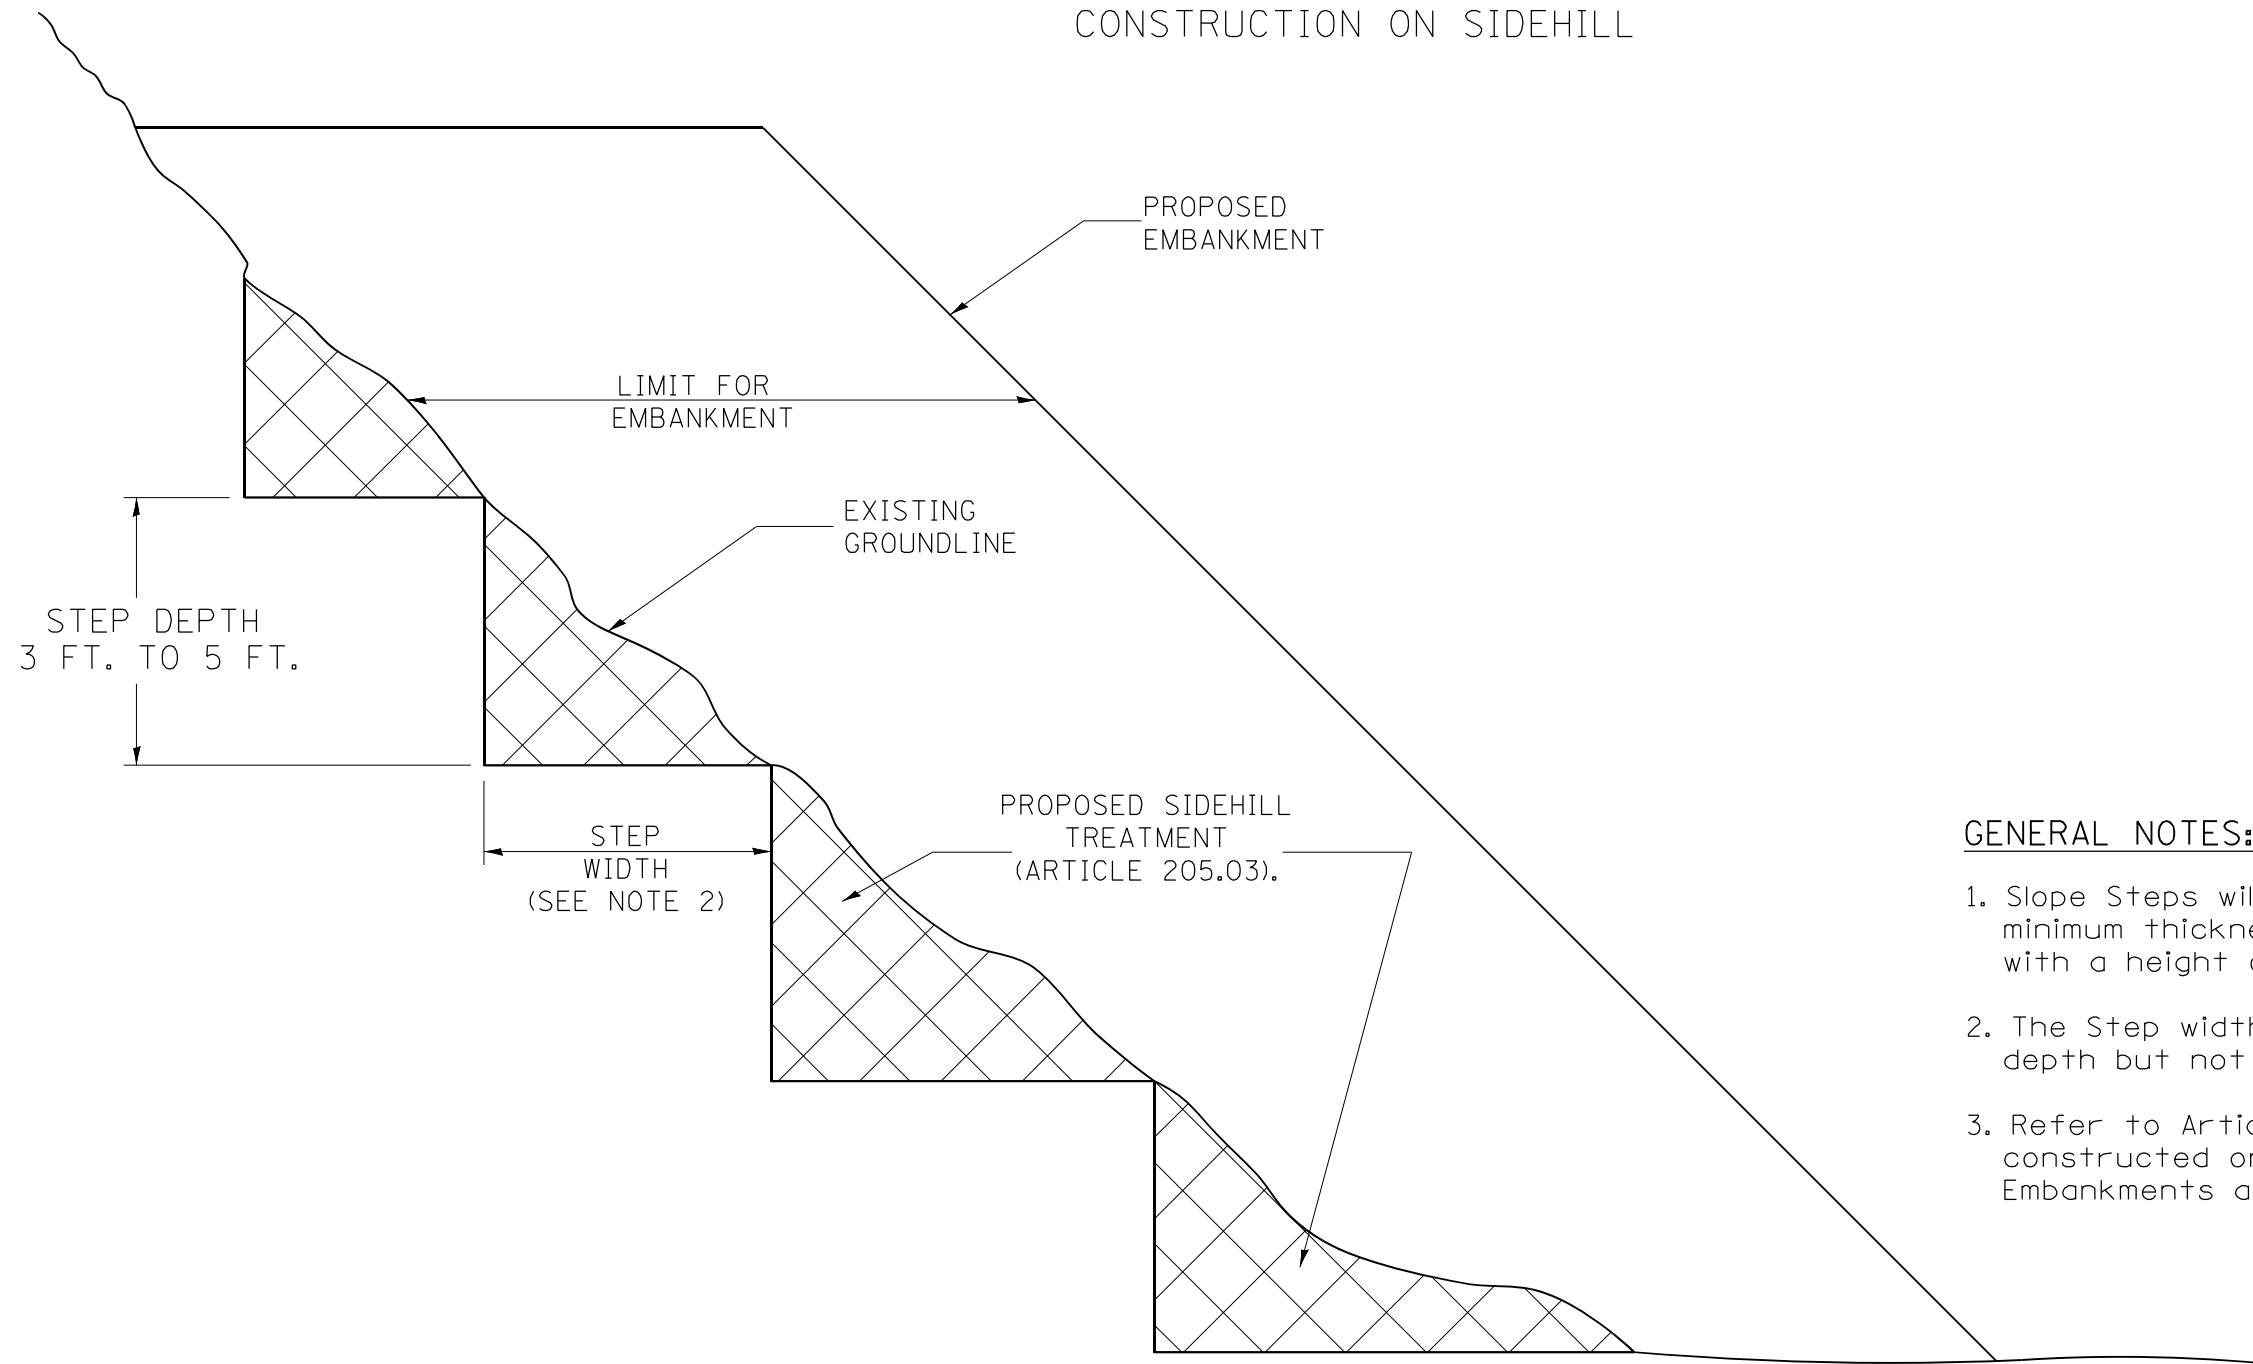 CONSTRUCTION ON SIDEHILL
PROPOSED
EMBANKMENT
LIMIT FOR
EMBANKMENT
EXISTING
GROUNDLINE
STEP DEPTH
3 FT. TO 5 FT.
STEP
WIDTH
(SEE NOTE 2)
PROPOSED SIDEHILL
TREATMENT
(ARTICLE 205.03).
GENERAL NOTES:
1. Slope Steps
minimum
with a height
2. The Step
depth but not
3. Refer to
constructed
Embankments